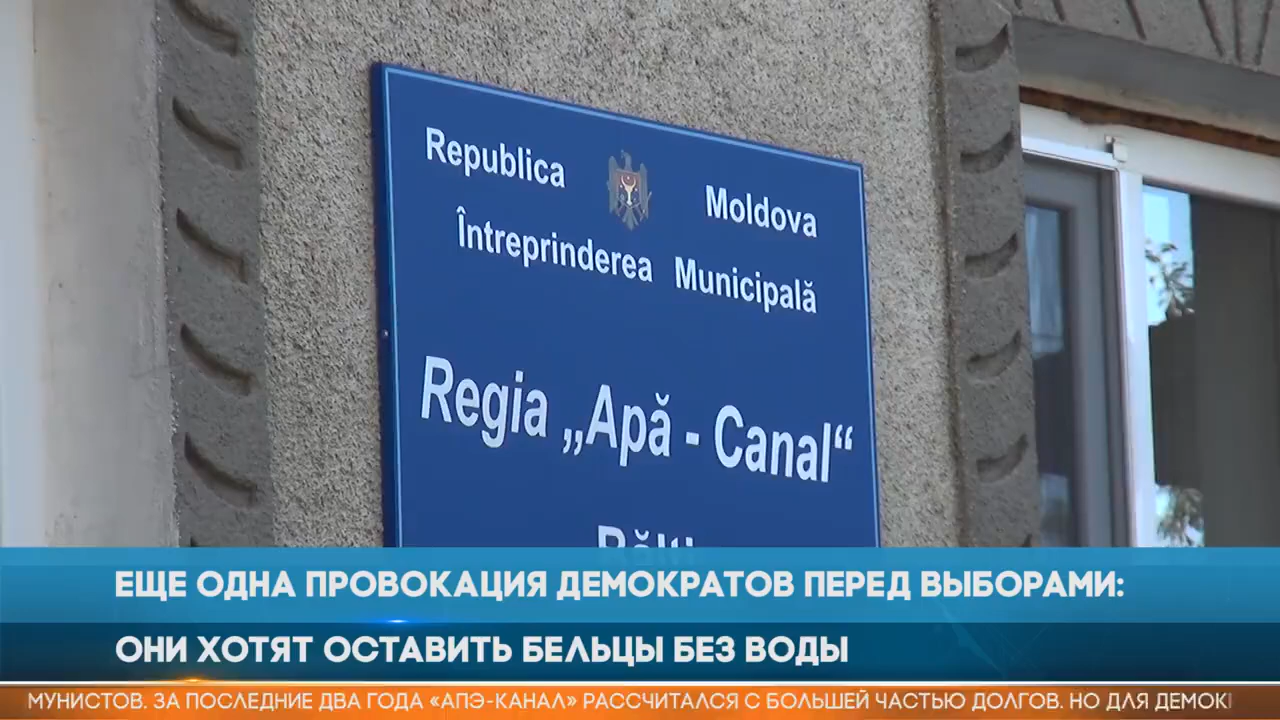 Republica Moldova
Întreprinderea Municipală
Regia „Apă - Canal“
ЕЩЕ ОДНА ПРОВОКАЦИЯ ДЕМОКРАТОВ ПЕРЕД ВЫБОРАМИ:
ОНИ ХОТЯТ ОСТАВИТЬ БЕЛЬЦЫ БЕЗ ВОДЫ
МУНИСТОВ. ЗА ПОСЛЕДНИЕ ДВА ГОДА «АПЭ-КАНАЛ» РАССЧИТАЛСЯ С БОЛЬШЕЙ ЧАСТЬЮ ДОЛГОВ. НО ДЛЯ ДЕМОК